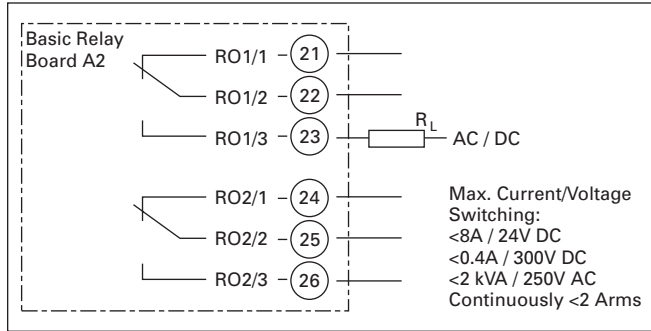 Basic Relay
Board A2
RO1/1
21
RO1/2
22
RO1/3
23
R L
AC / DC
RO2/1
24
RO2/2
25
RO2/3
26
Max. Current/Voltage
Switching:
<8A / 24V DC
<0.4A / 300V DC
<2 kVA / 250V AC
Continuously <2 Arms